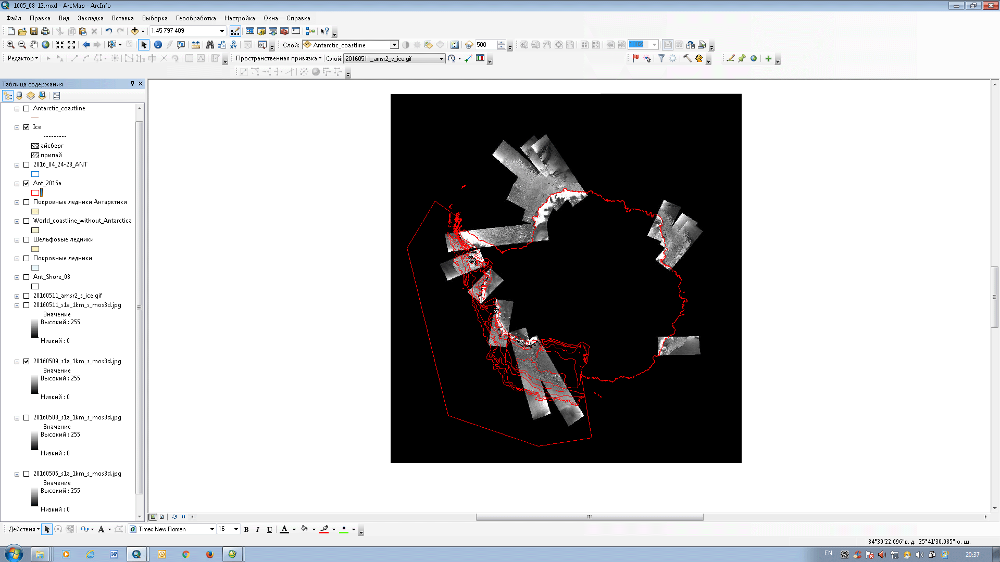 1605_08-12.mxd - ArcMap - ArcInfo
Файл Правка Вид Закладка Вставка Выборка Геообработка Настройка Окна Справка
1:45 797 409
Слой: Antarctic_coastline 500 100%
Редактор Пространственная привязка Слой: 20160511_amsr2_s_ice.gif
Таблица содержания
Antarctic_coastline
Ice
айсберг
припай
2016_04_24-28_ANT
Ant_2015a
Покровные ледники Антарктики
World_coastline_without_Antarctica
Шельфовые ледники
Покровные ледники
Ant_Shore_08
20160511_amsr2_s_ice.gif
20160511_s1a_1km_s_mos3d.jpg
Значение
Высокий : 255
Низкий : 0
20160509_s1a_1km_s_mos3d.jpg
Значение
Высокий : 255
Низкий : 0
20160508_s1a_1km_s_mos3d.jpg
Значение
Высокий : 255
Низкий : 0
20160506_s1a_1km_s_mos3d.jpg
Значение
Высокий : 255
Низкий : 0
Действия A Times New Roman 16 B I U A
84°39'22.696"в. д. 25°41'30.085"ю. ш.
EN 20:37